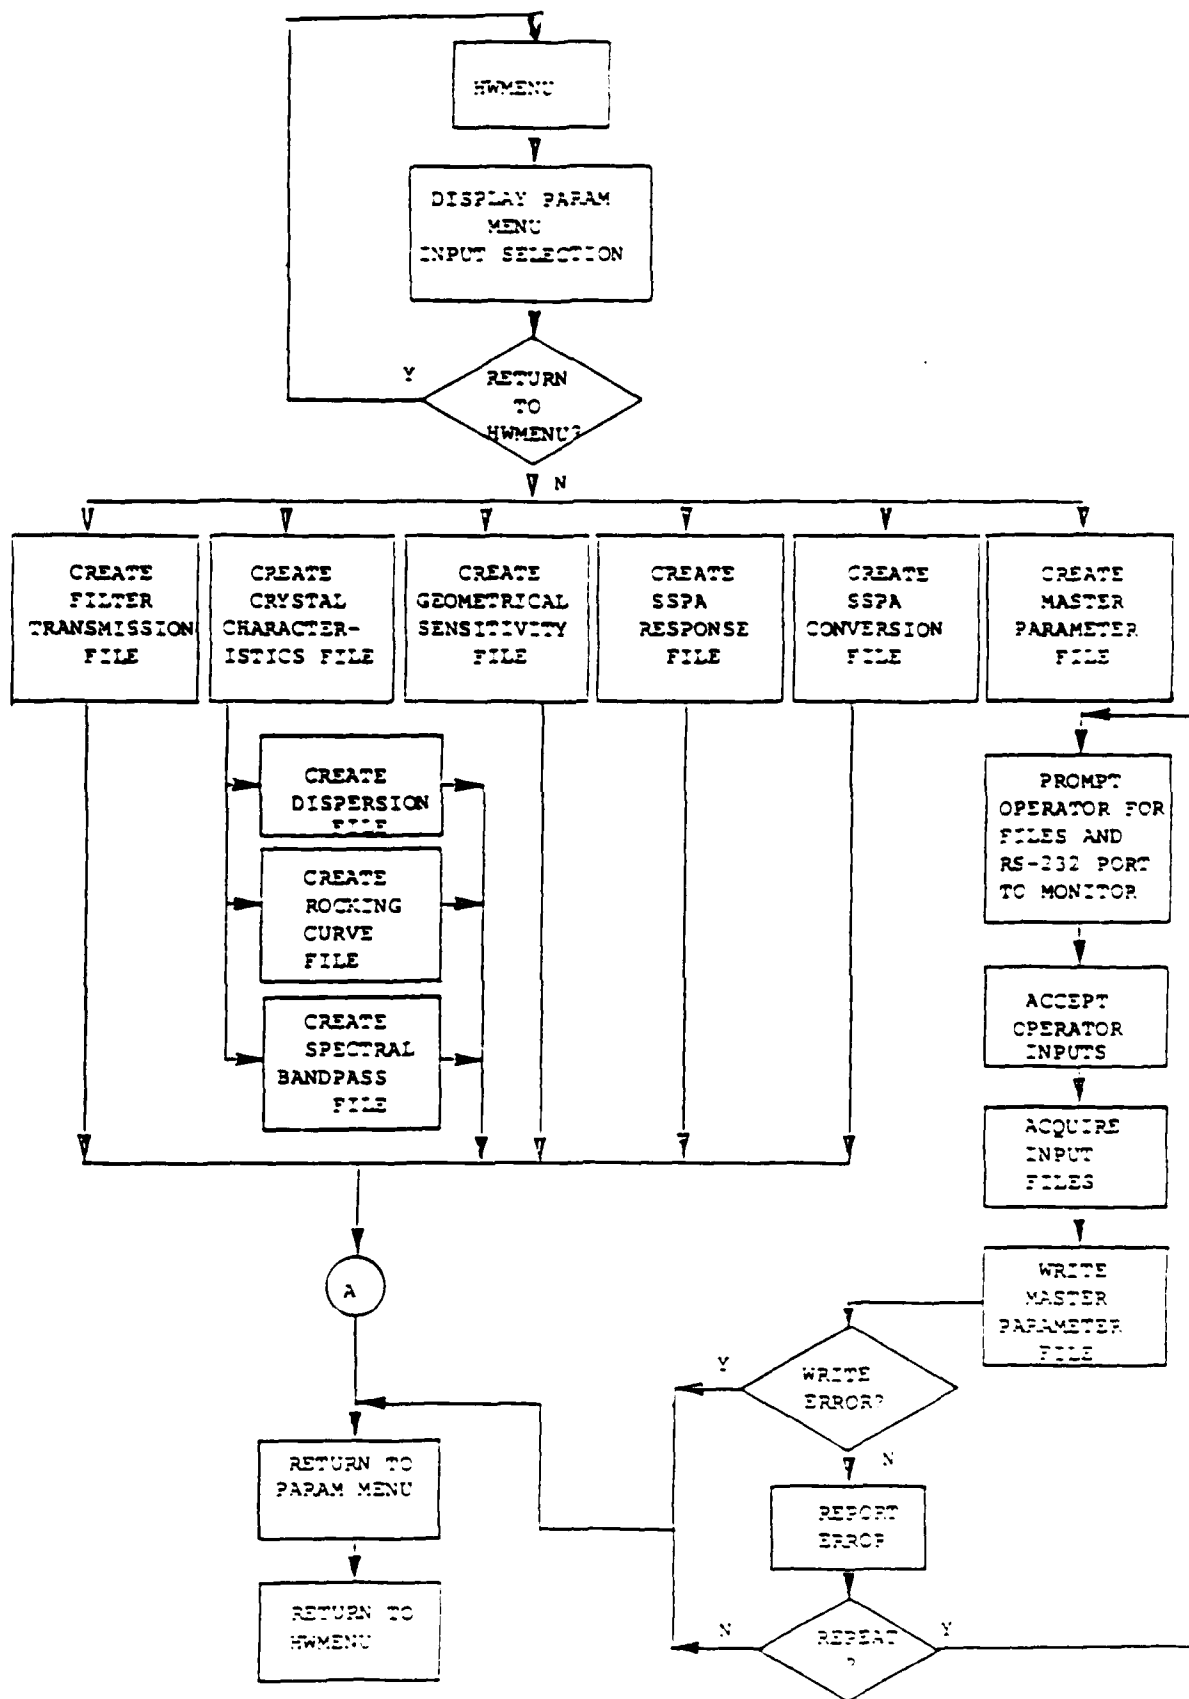 HWMENU
DISPLAY PARAM
MENU
INPUT SELECTION
Y
RETURN
TO
HWMENU?
N
CREATE
FILTER
TRANSMISSION
FILE
CREATE
CRYSTAL
CHARACTER-
ISTICS FILE
CREATE
GEOMETRICAL
SENSITIVITY
FILE
CREATE
SSPA
RESPONSE
FILE
CREATE
SSPA
CONVERSION
FILE
CREATE
MASTER
PARAMETER
FILE
CREATE
DISPERSION
FILE
CREATE
ROCKING
CURVE
FILE
CREATE
SPECTRAL
BANDPASS
FILE
PROMPT
OPERATOR FOR
FILES AND
RS-232 PORT
TO MONITOR
ACCEPT
OPERATOR
INPUTS
ACQUIRE
INPUT
FILES
WRITE
MASTER
PARAMETER
FILE
A
Y
WRITE
ERROR?
N
REPORT
ERROR
N
REPEAT
?
Y
RETURN TO
PARAM MENU
RETURN TO
HWMENU